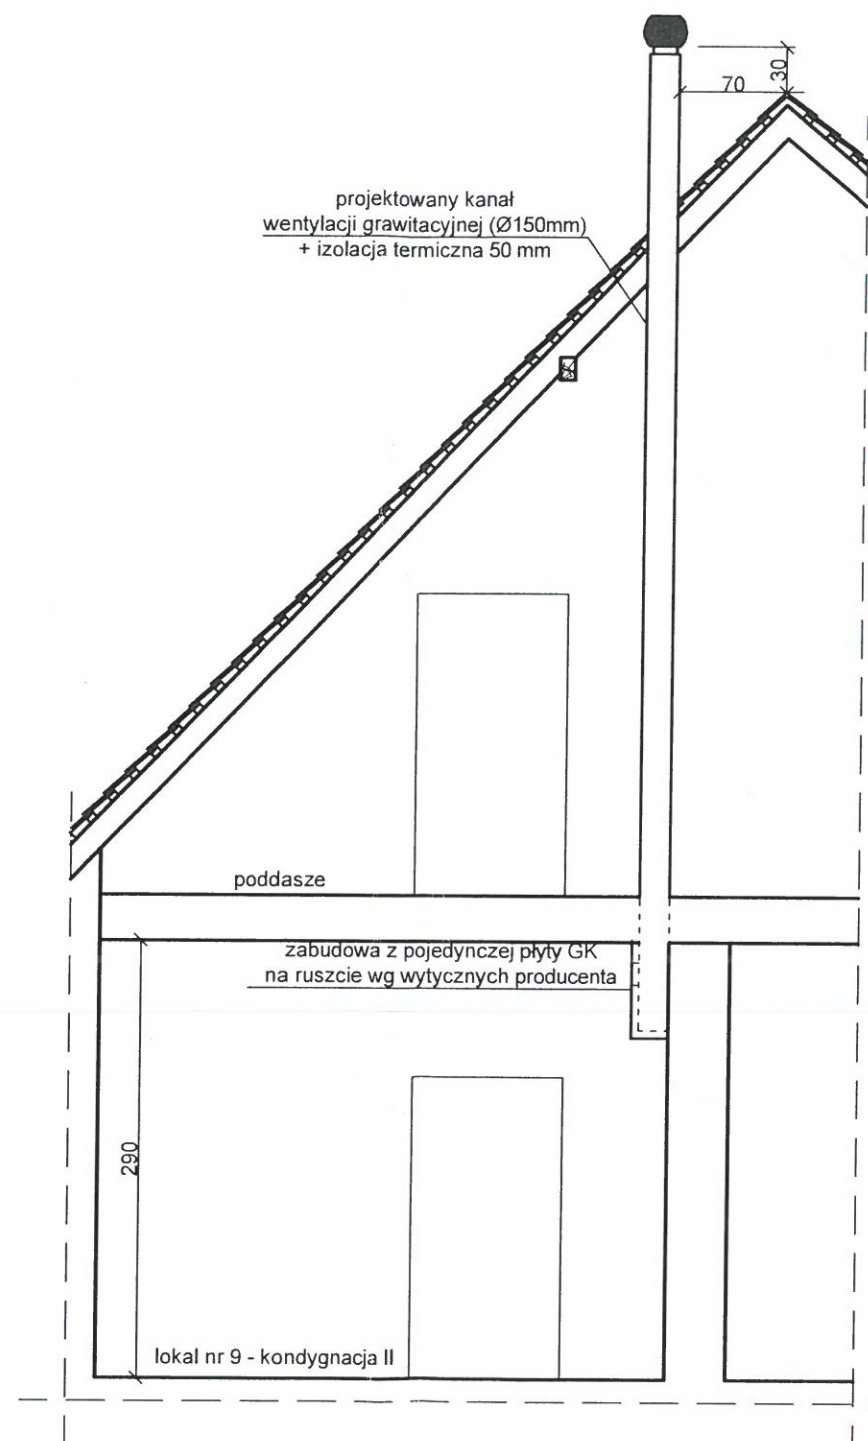 30
70
projektowany kanał
wentylacji grawitacyjnej (Ø150mm)
+ izolacja termiczna 50 mm
poddasze
zabudowa z pojedynczej płyty GK
na ruszcie wg wytycznych producenta
290
lokal nr 9 - kondygnacja II